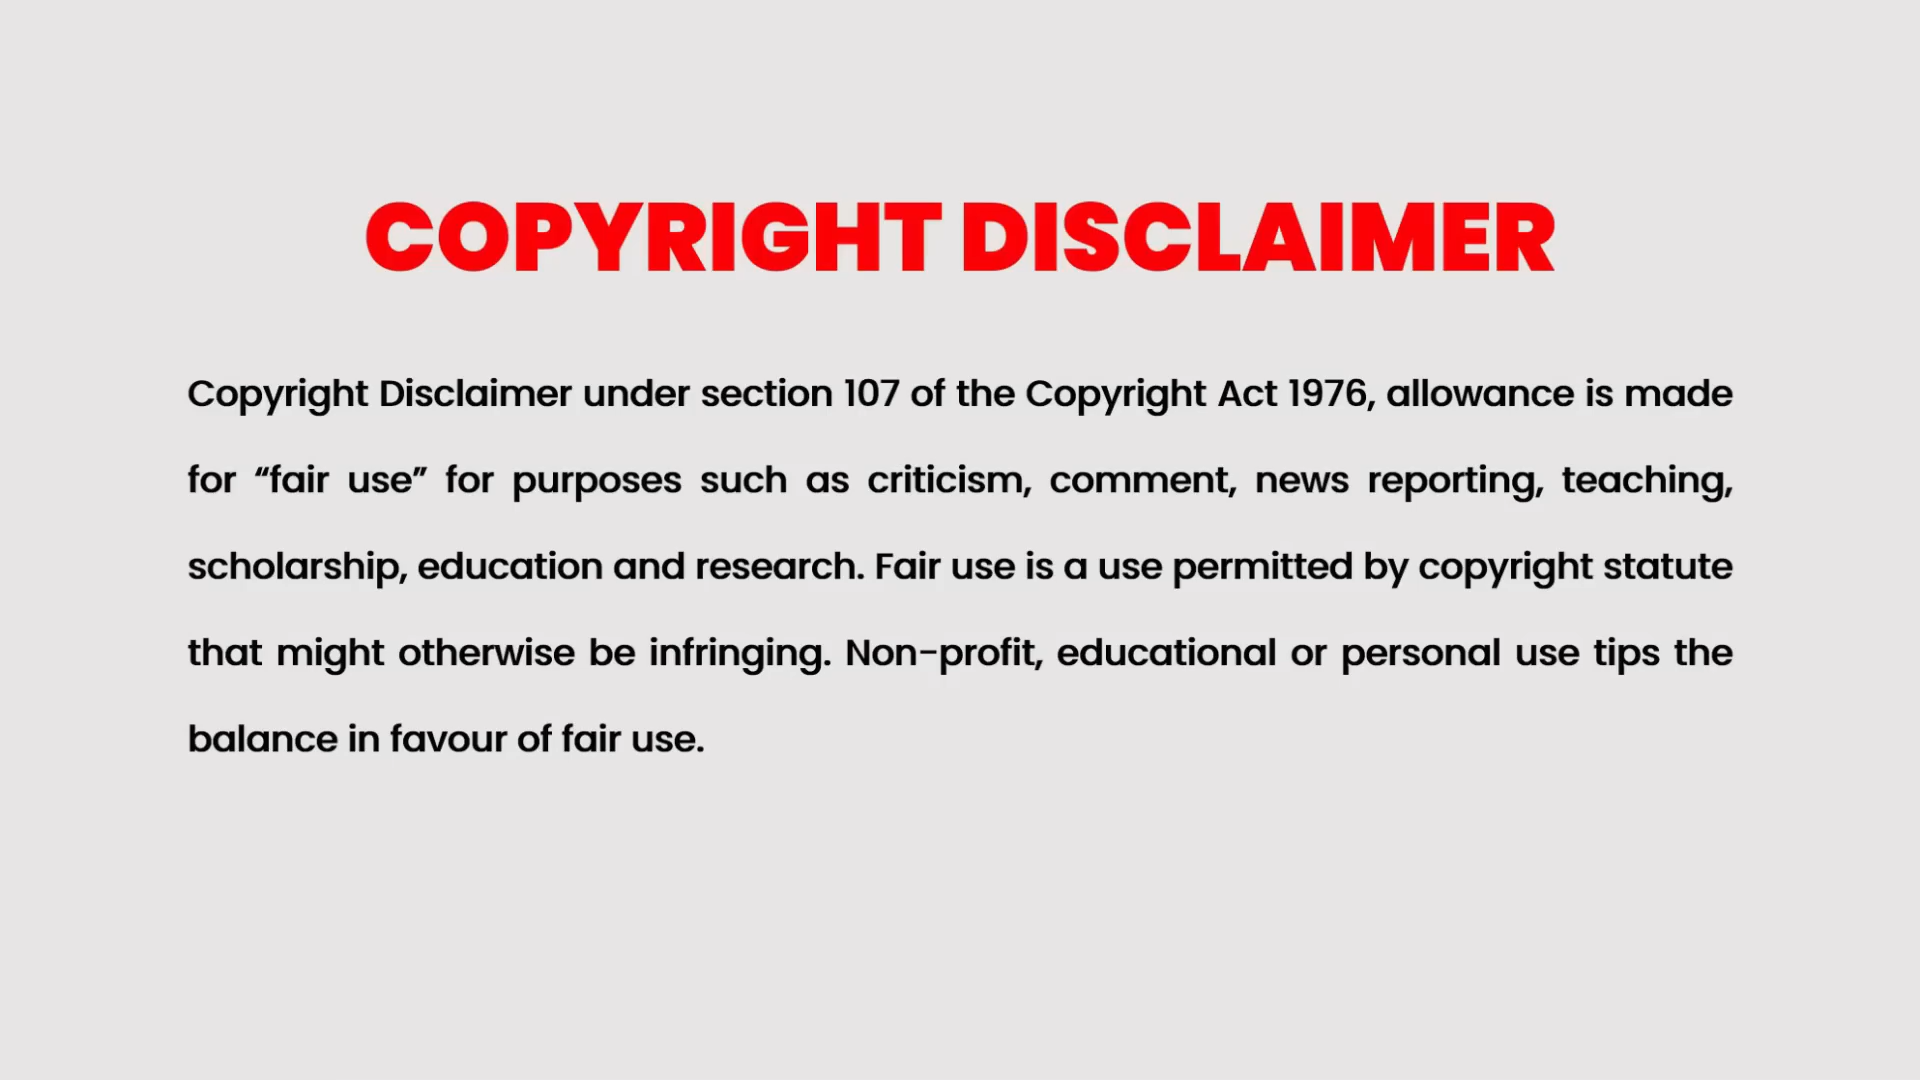 COPYRIGHT DISCLAIMER
Copyright Disclaimer under section 107 of the Copyright Act 1976, allowance is made
for “fair use” for purposes such as criticism, comment, news reporting, teaching,
scholarship, education and research. Fair use is a use permitted by copyright statute
that might otherwise be infringing. Non-profit, educational or personal use tips the
balance in favour of fair use.